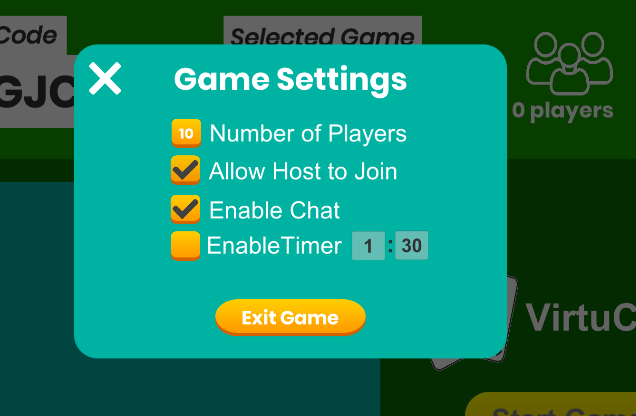 Code
Selected Game
GJC
Game Settings
0 players
10 Number of Players
Allow Host to Join
Enable Chat
EnableTimer 1 : 30
Exit Game
VirtuC